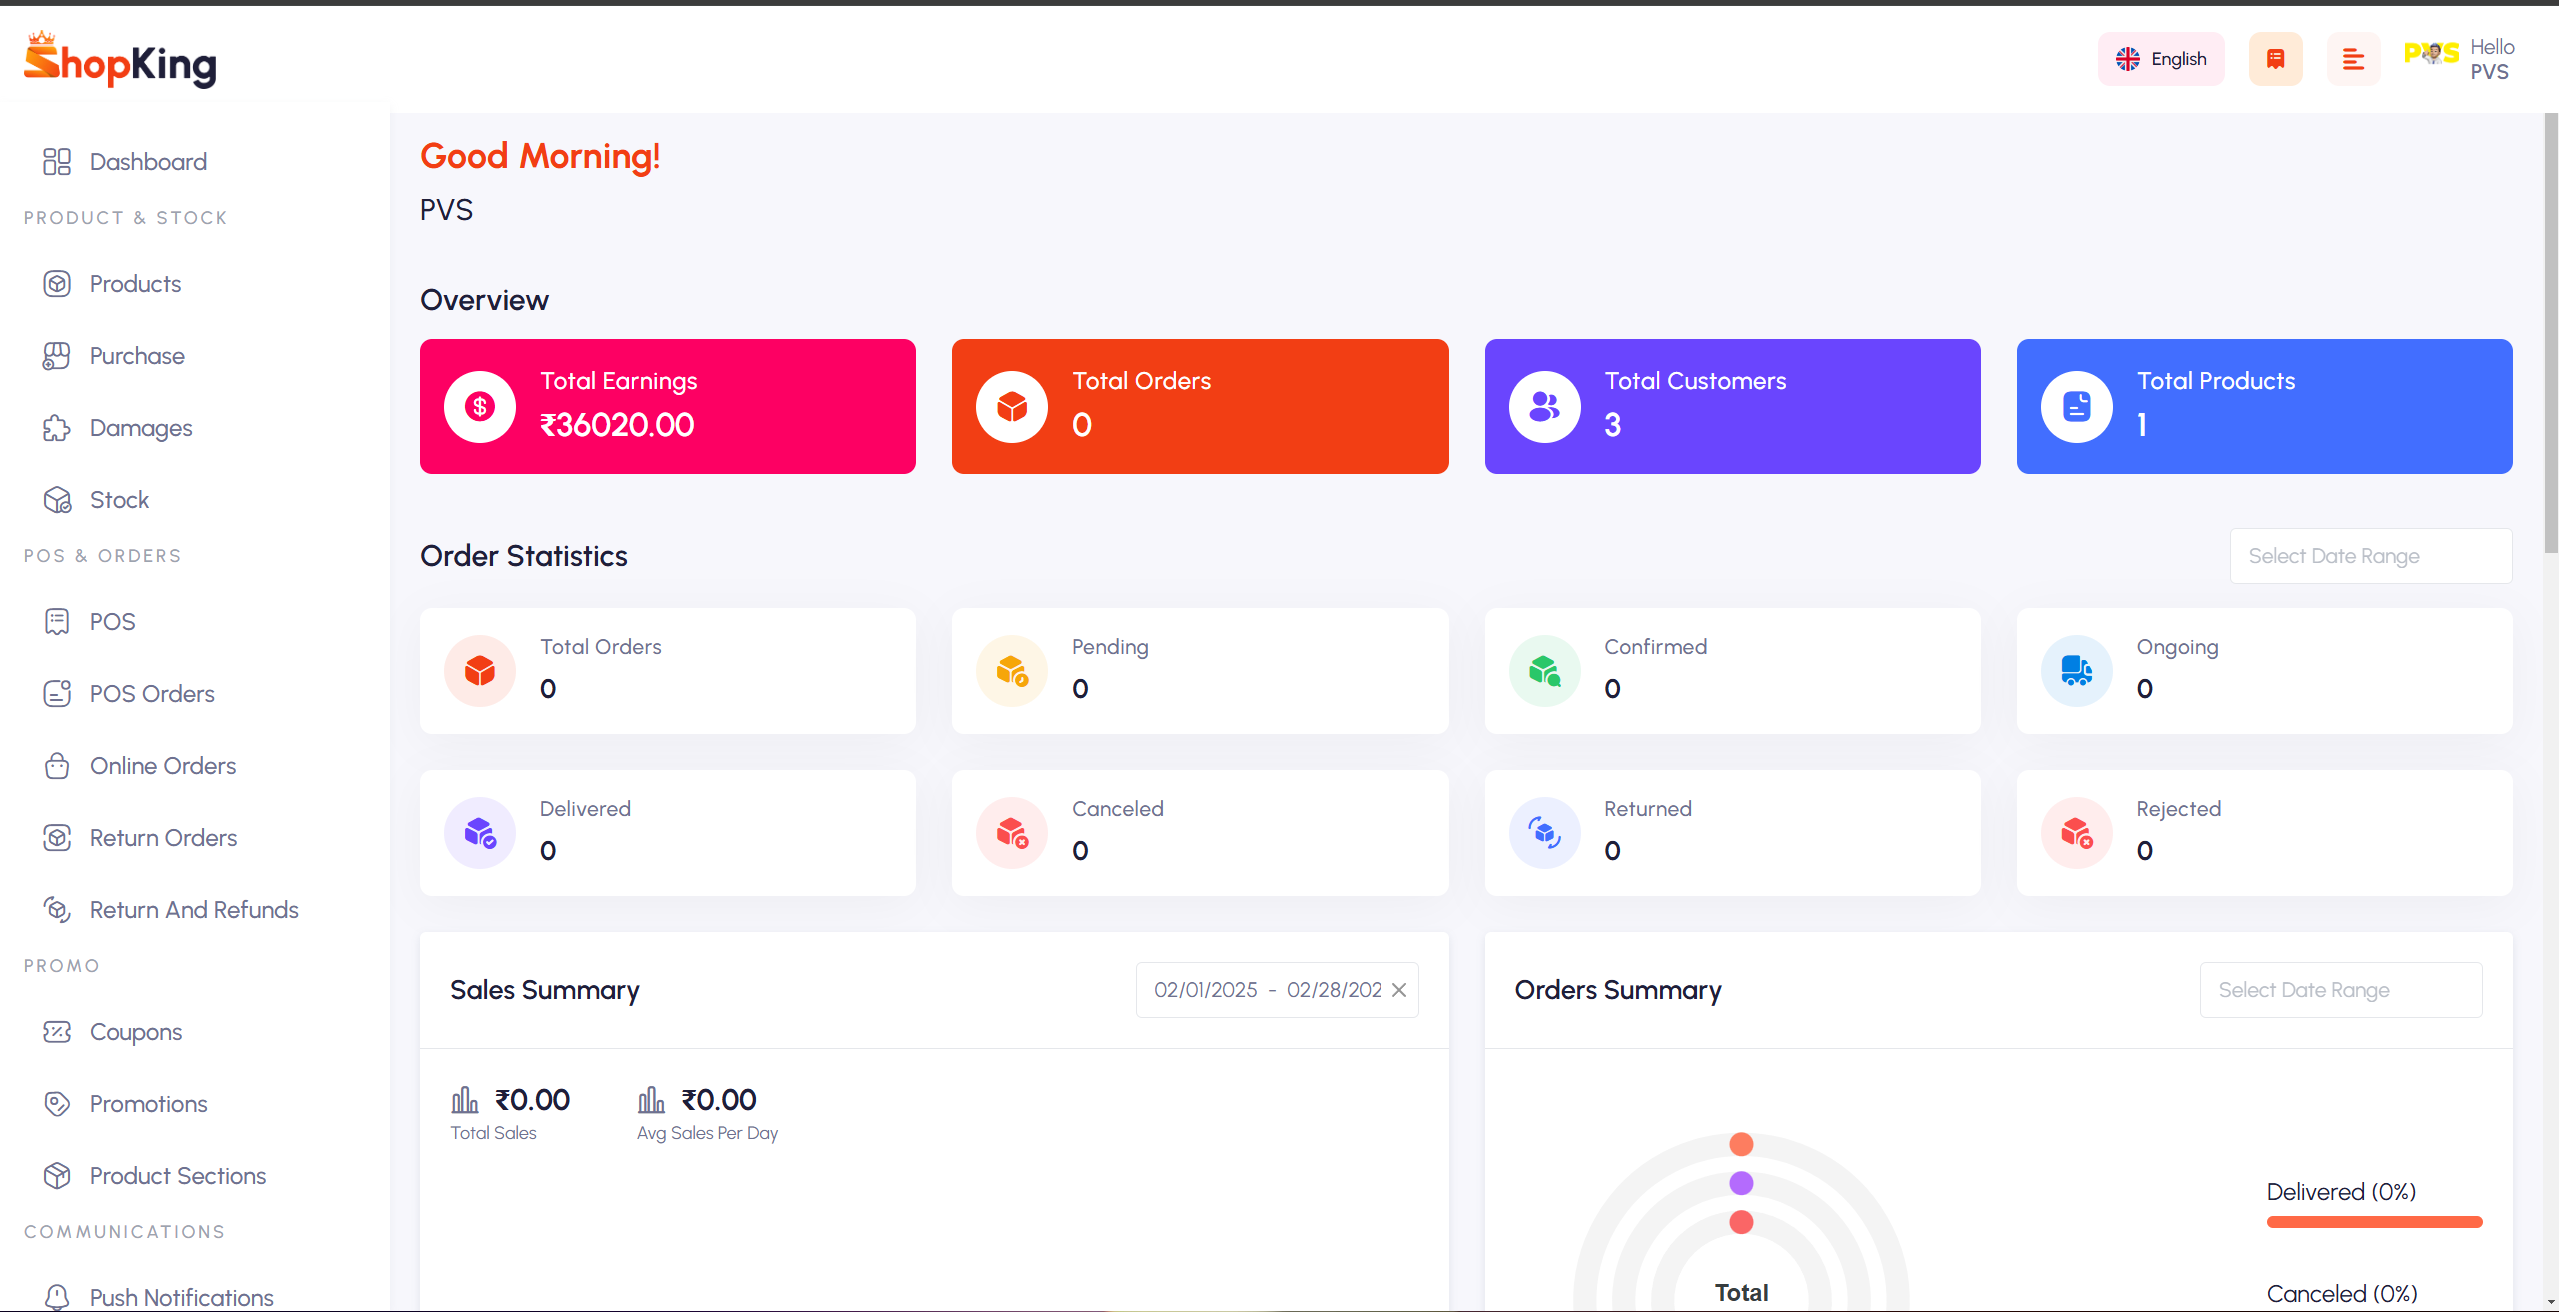 ShopKing
English
Hello
PVS
PVS
Dashboard
PRODUCT & STOCK
Products
Purchase
Damages
Stock
POS & ORDERS
POS
POS Orders
Online Orders
Return Orders
Return And Refunds
PROMO
Coupons
Promotions
Product Sections
COMMUNICATIONS
Push Notifications
Good Morning!
PVS
Overview
Total Earnings
₹36020.00
Total Orders
0
Total Customers
3
Total Products
1
Order Statistics
Select Date Range
Total Orders
0
Pending
0
Confirmed
0
Ongoing
0
Delivered
0
Canceled
0
Returned
0
Rejected
0
Sales Summary
02/01/2025 - 02/28/202
₹0.00
Total Sales
₹0.00
Avg Sales Per Day
Orders Summary
Select Date Range
Total
Delivered (0%)
Canceled (0%)